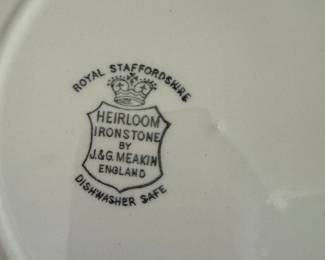 ROYAL STAFFORDSHIRE
HEIRLOOM
IRONSTONE
BY
J.&G. MEAKIN
ENGLAND
DISHWASHER SAFE